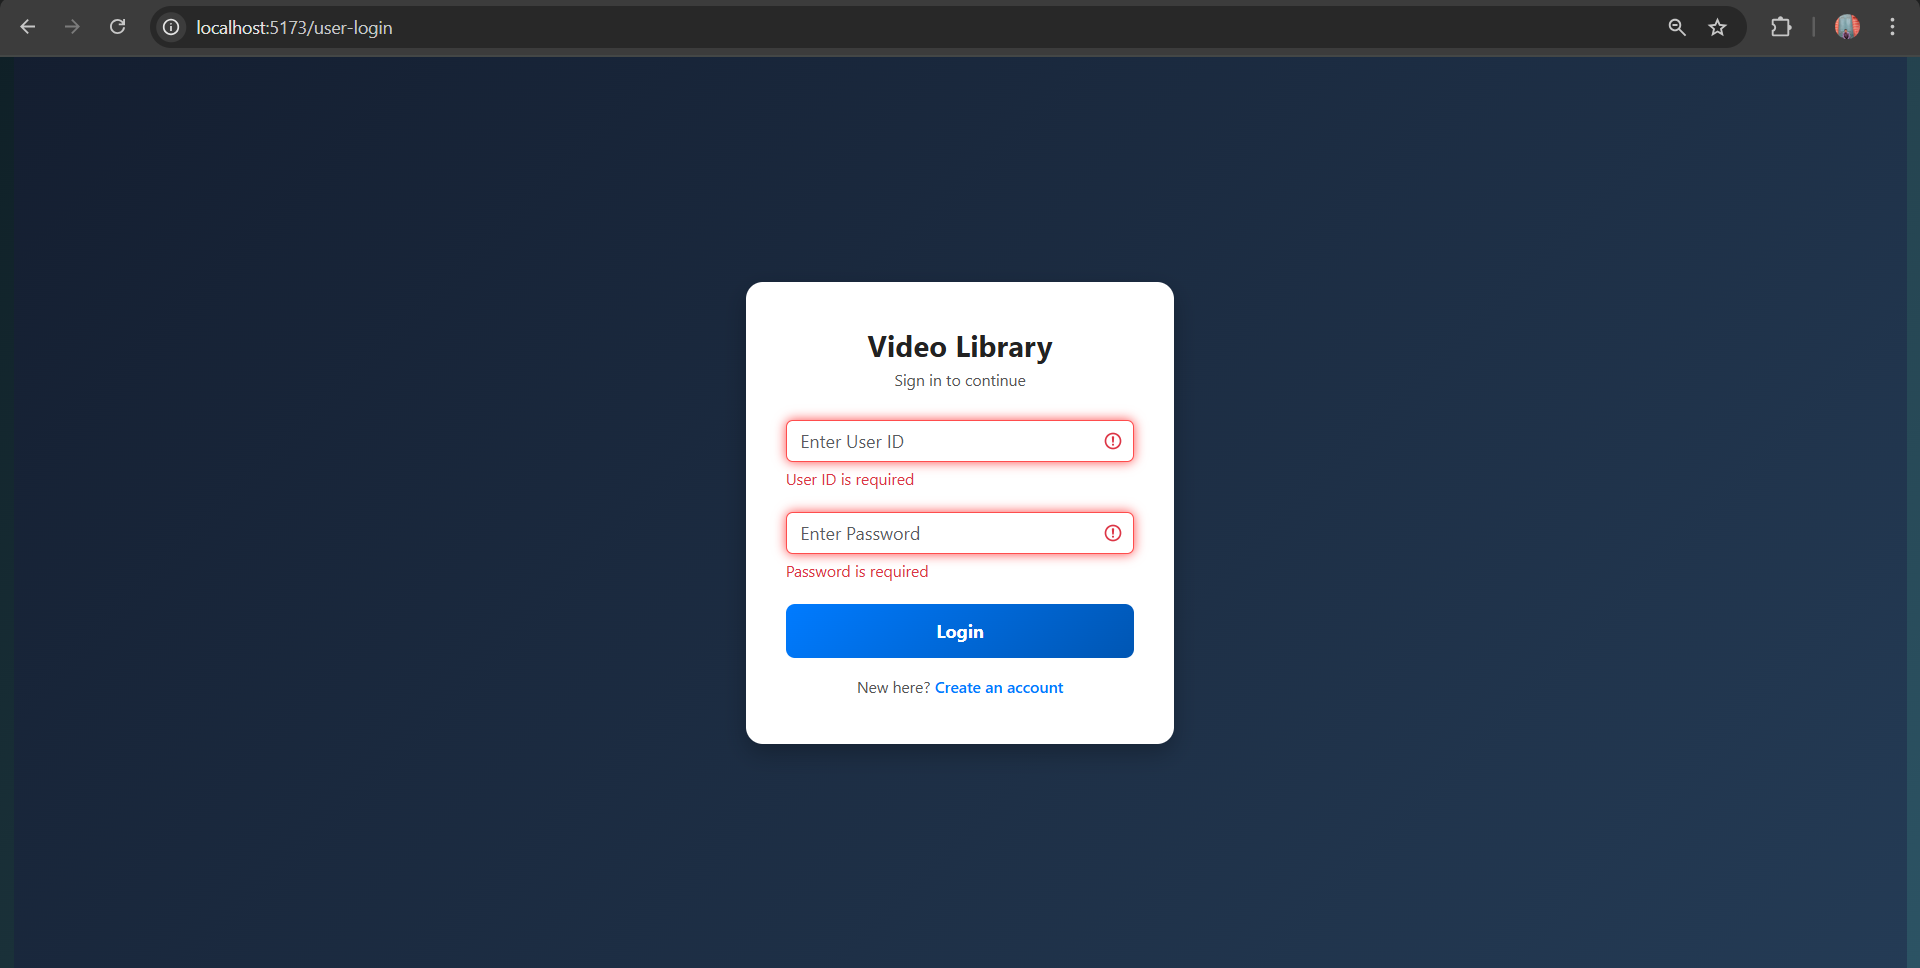 localhost:5173/user-login
Video Library
Sign in to continue
Enter User ID
User ID is required
Enter Password
Password is required
Login
New here? Create an account